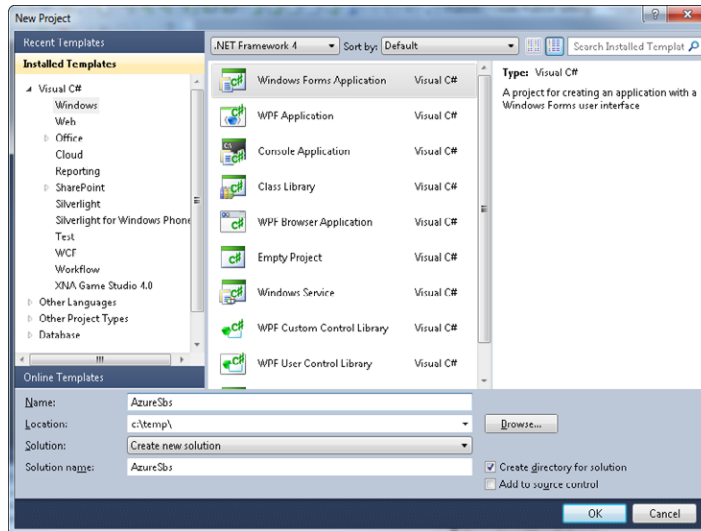 New Project
Recent Templates
Installed Templates
Visual C#
Windows
Web
Office
Cloud
Reporting
SharePoint
Silverlight
Silverlight for Windows Phone
Test
WCF
Workflow
XNA Game Studio 4.0
Other Languages
Other Project Types
Database
Online Templates
.NET Framework 4 Sort by: Default Search Installed Templat
Windows Forms Application Visual C#
WPF Application Visual C#
Console Application Visual C#
Class Library Visual C#
WPF Browser Application Visual C#
Empty Project Visual C#
Windows Service Visual C#
WPF Custom Control Library Visual C#
WPF User Control Library Visual C#
Type: Visual C#
A project for creating an application with a
Windows Forms user interface
Name: AzureSbs
Location: c:\temp\ Browse...
Solution: Create new solution
Solution name: AzureSbs
Create directory for solution
Add to source control
OK Cancel